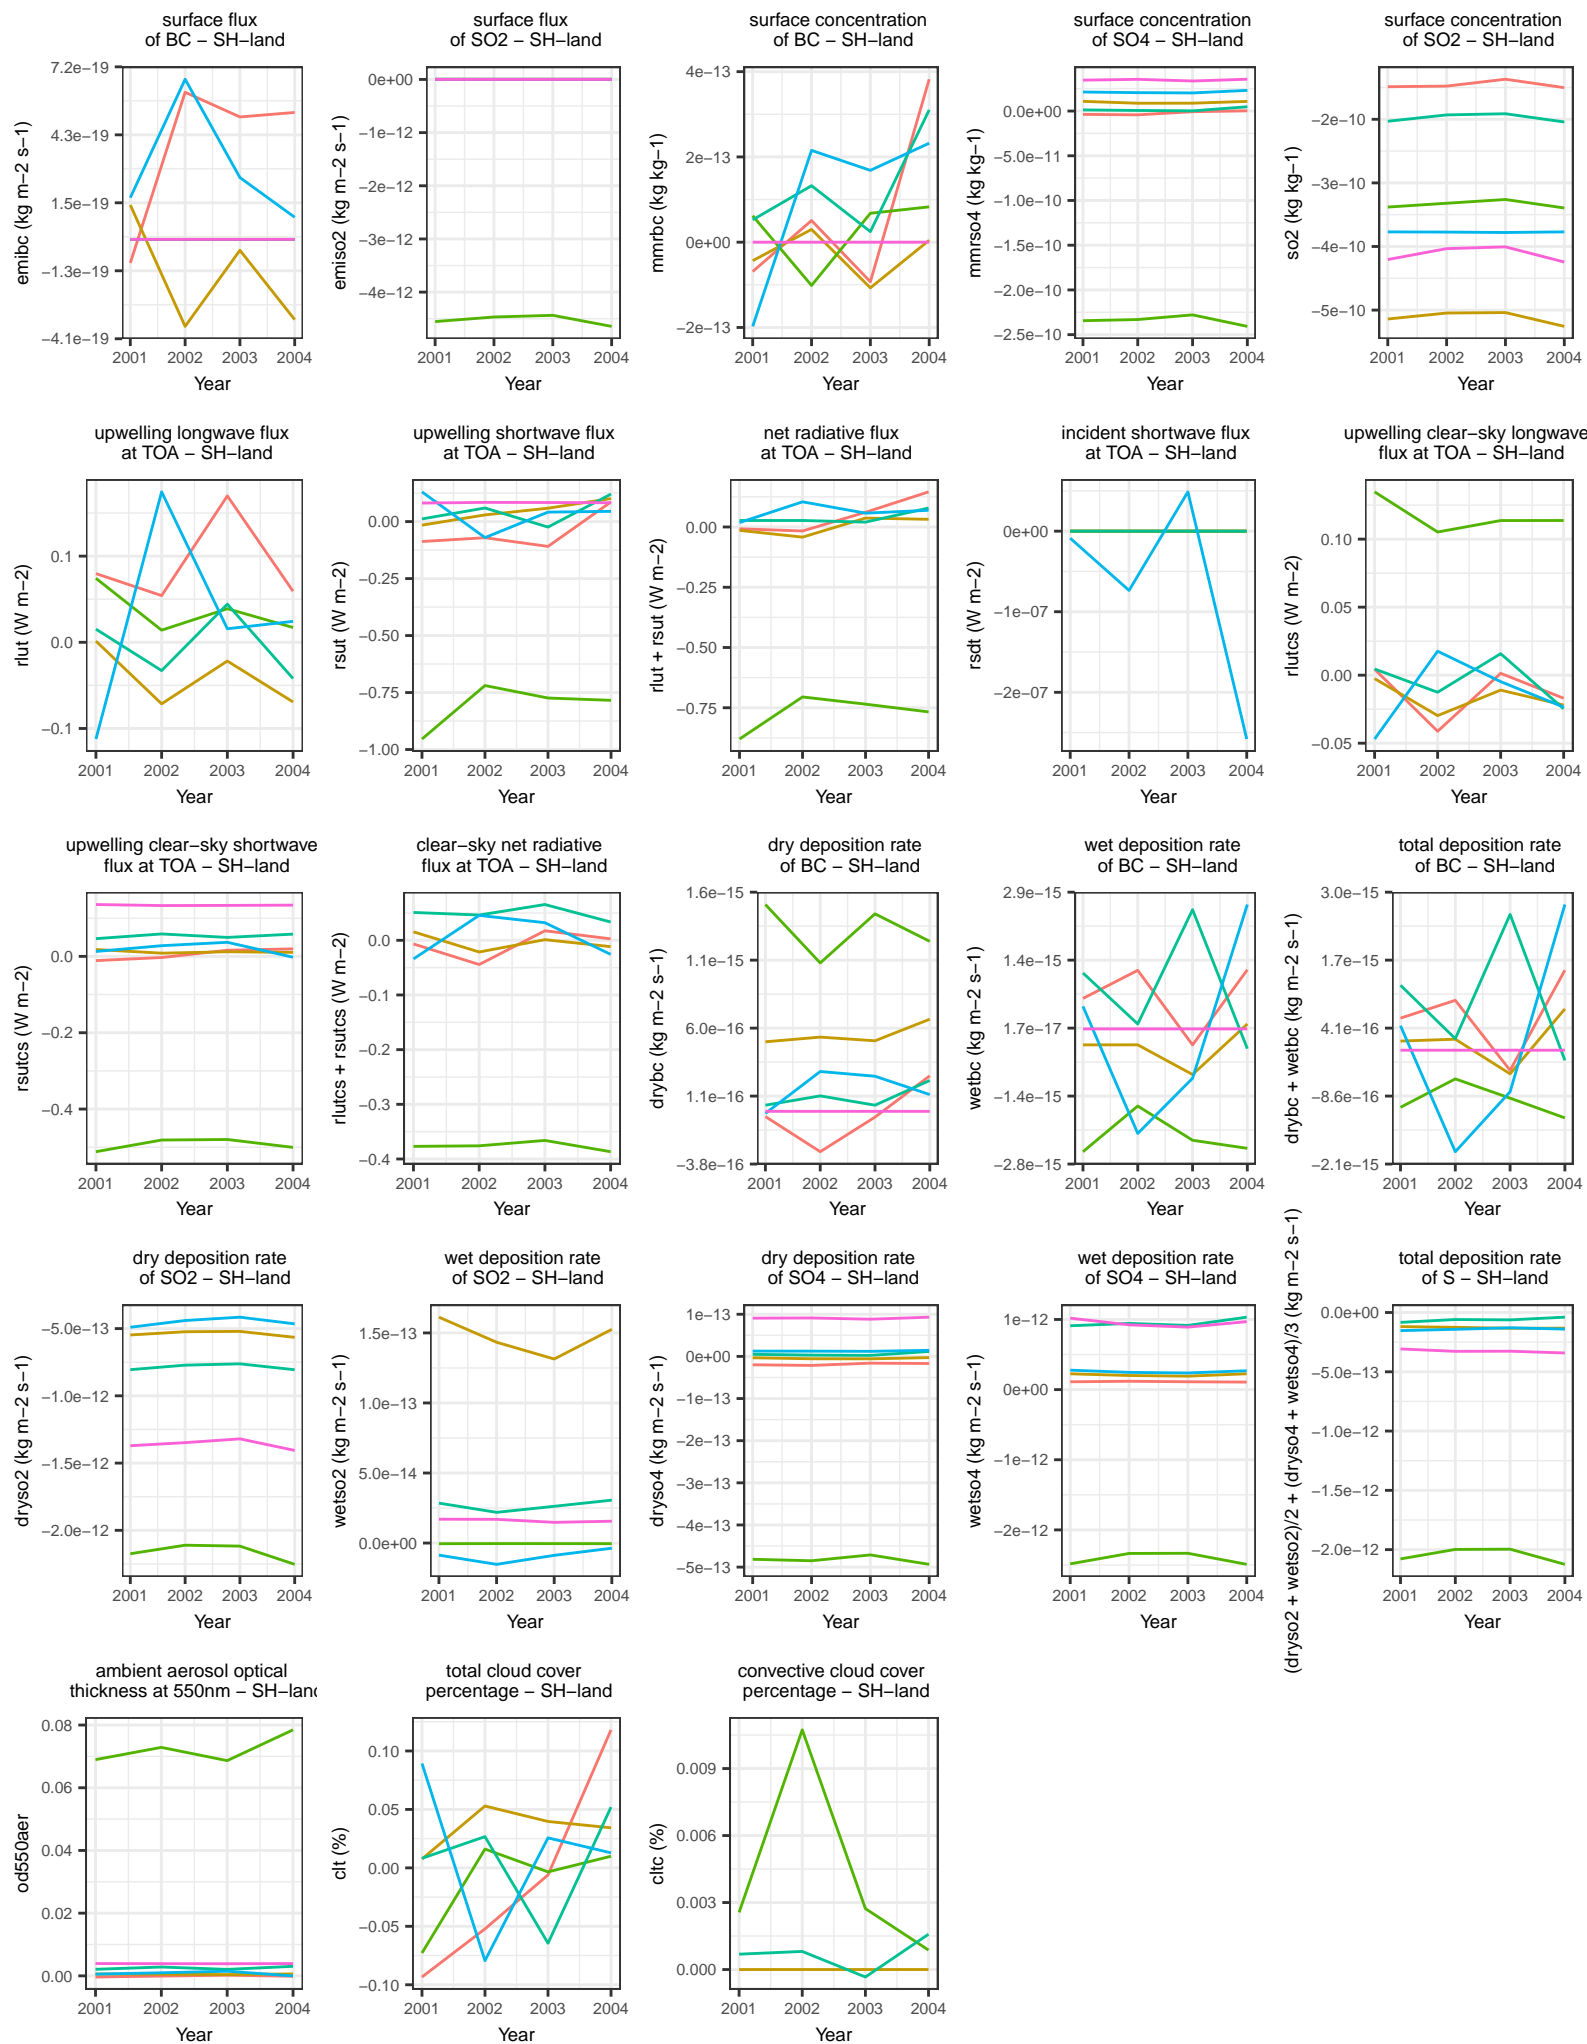 surface flux
of BC − SH−land
emibc (kg m−2 s−1)
7.2e−19
4.3e−19
1.5e−19
−1.3e−19
−4.1e−19
2001 2002 2003 2004
Year
surface flux
of SO2 − SH−land
emiso2 (kg m−2 s−1)
0e+00
−1e−12
−2e−12
−3e−12
−4e−12
2001 2002 2003 2004
Year
surface concentration
of BC − SH−land
mmrbc (kg kg−1)
4e−13
2e−13
0e+00
−2e−13
2001 2002 2003 2004
Year
surface concentration
of SO4 − SH−land
mmrso4 (kg kg−1)
0.0e+00
−5.0e−11
−1.0e−10
−1.5e−10
−2.0e−10
−2.5e−10
2001 2002 2003 2004
Year
surface concentration
of SO2 − SH−land
so2 (kg kg−1)
−2e−10
−3e−10
−4e−10
−5e−10
2001 2002 2003 2004
Year
upwelling longwave flux
at TOA − SH−land
rlut (W m−2)
0.1
0.0
−0.1
2001 2002 2003 2004
Year
upwelling shortwave flux
at TOA − SH−land
rsut (W m−2)
0.00
−0.25
−0.50
−0.75
−1.00
2001 2002 2003 2004
Year
net radiative flux
at TOA − SH−land
rlut + rsut (W m−2)
0.00
−0.25
−0.50
−0.75
2001 2002 2003 2004
Year
incident shortwave flux
at TOA − SH−land
rsdt (W m−2)
0e+00
−1e−07
−2e−07
2001 2002 2003 2004
Year
upwelling clear−sky longwave
flux at TOA − SH−land
rlutcs (W m−2)
0.10
0.05
0.00
−0.05
2001 2002 2003 2004
Year
upwelling clear−sky shortwave
flux at TOA − SH−land
rsutcs (W m−2)
0.0
−0.2
−0.4
2001 2002 2003 2004
Year
clear−sky net radiative
flux at TOA − SH−land
rlutcs + rsutcs (W m−2)
0.0
−0.1
−0.2
−0.3
−0.4
2001 2002 2003 2004
Year
dry deposition rate
of BC − SH−land
drybc (kg m−2 s−1)
1.6e−15
1.1e−15
6.0e−16
1.1e−16
−3.8e−16
2001 2002 2003 2004
Year
wet deposition rate
of BC − SH−land
wetbc (kg m−2 s−1)
2.9e−15
1.4e−15
1.7e−17
−1.4e−15
−2.8e−15
2001 2002 2003 2004
Year
total deposition rate
of BC − SH−land
drybc + wetbc (kg m−2 s−1)
3.0e−15
1.7e−15
4.1e−16
−8.6e−16
−2.1e−15
2001 2002 2003 2004
Year
dry deposition rate
of SO2 − SH−land
dryso2 (kg m−2 s−1)
−5.0e−13
−1.0e−12
−1.5e−12
−2.0e−12
2001 2002 2003 2004
Year
wet deposition rate
of SO2 − SH−land
wetso2 (kg m−2 s−1)
1.5e−13
1.0e−13
5.0e−14
0.0e+00
2001 2002 2003 2004
Year
dry deposition rate
of SO4 − SH−land
dryso4 (kg m−2 s−1)
1e−13
0e+00
−1e−13
−2e−13
−3e−13
−4e−13
−5e−13
2001 2002 2003 2004
Year
wet deposition rate
of SO4 − SH−land
wetso4 (kg m−2 s−1)
1e−12
0e+00
−1e−12
−2e−12
2001 2002 2003 2004
Year
total deposition rate
of S − SH−land
(dryso2 + wetso2)/2 + (dryso4 + wetso4)/3 (kg m−2 s−1)
0.0e+00
−5.0e−13
−1.0e−12
−1.5e−12
−2.0e−12
2001 2002 2003 2004
Year
ambient aerosol optical
thickness at 550nm − SH−land
od550aer
0.08
0.06
0.04
0.02
0.00
2001 2002 2003 2004
Year
total cloud cover
percentage − SH−land
clt (%)
0.10
0.05
0.00
−0.05
−0.10
2001 2002 2003 2004
Year
convective cloud cover
percentage − SH−land
cltc (%)
0.009
0.006
0.003
0.000
2001 2002 2003 2004
Year